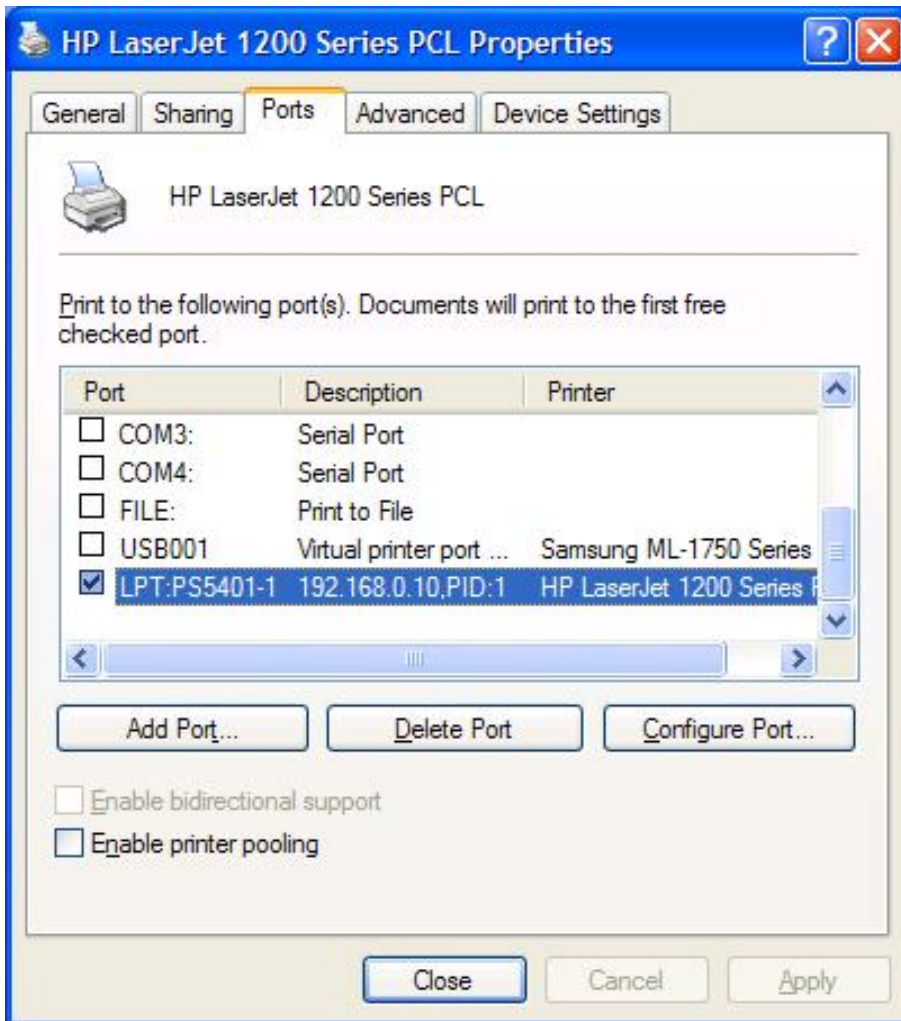 HP LaserJet 1200 Series PCL Properties
General Sharing Ports Advanced Device Settings
HP LaserJet 1200 Series PCL
Print to the following port(s). Documents will print to the first free
checked port.
Port Description Printer
COM3: Serial Port
COM4: Serial Port
FILE: Print to File
USB001 Virtual printer port ... Samsung ML-1750 Series
LPT:PS5401-1 192.168.0.10,PID:1 HP LaserJet 1200 Series
Add Port... Delete Port Configure Port...
Enable bidirectional support
Enable printer pooling
Close Cancel Apply